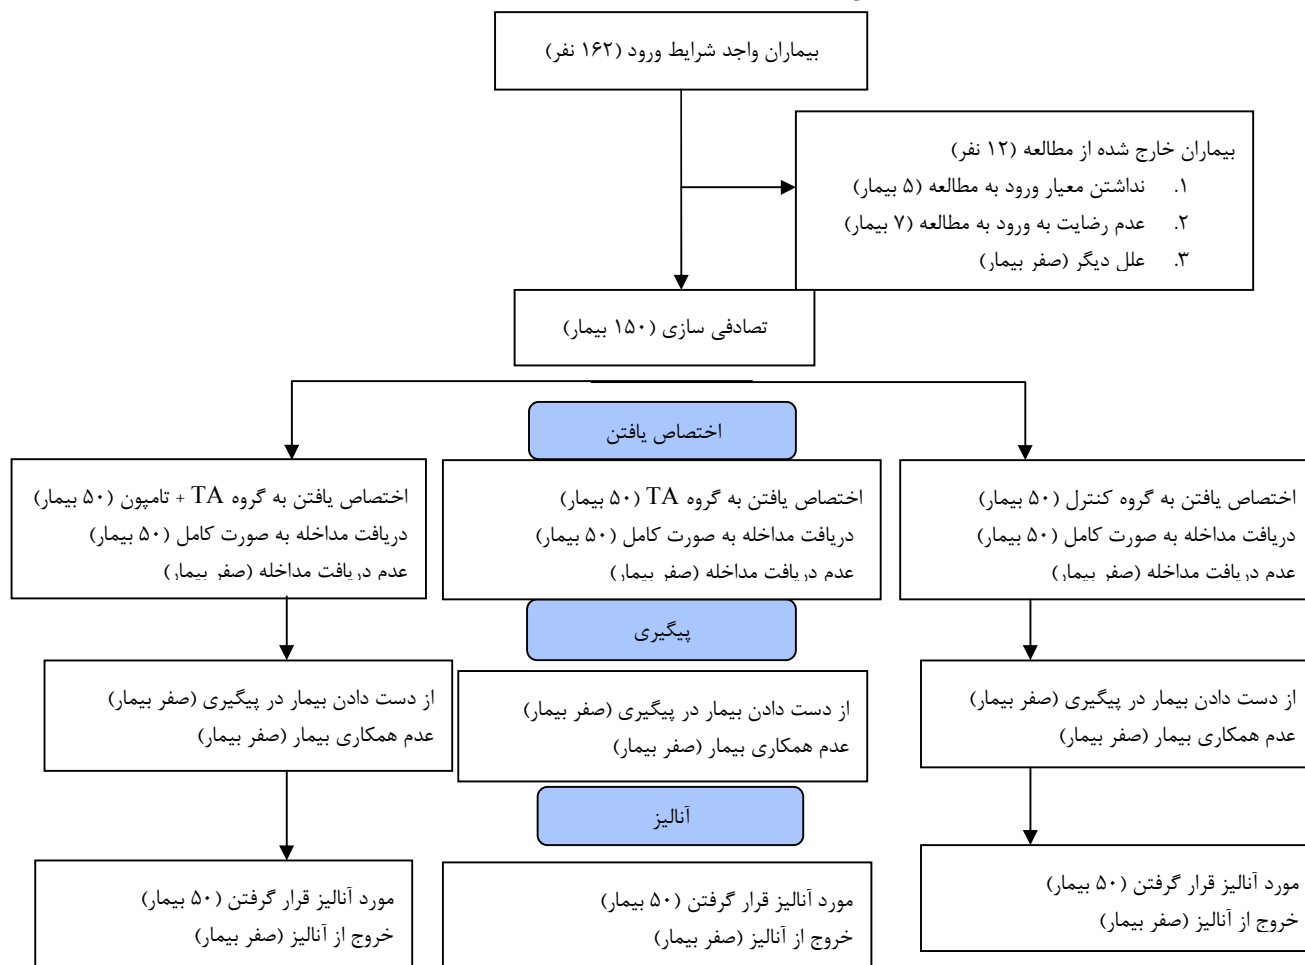 بیماران واجد شرایط ورود (۱۶۲ نفر)
بیماران خارج شده از مطالعه (۱۲ نفر)
۱. نداشتن معیار ورود به مطالعه (۵ بیمار)
۲. عدم رضایت به ورود به مطالعه (۷ بیمار)
۳. علل دیگر (صفر بیمار)
تصادفی سازی (۱۵۰ بیمار)
اختصاص یافتن
اختصاص یافتن به گروه کنترل (۵۰ بیمار)
دریافت مداخله به صورت کامل (۵۰ بیمار)
عدم دریافت مداخله (صفر بیمار)
اختصاص یافتن به گروه TA (۵۰ بیمار)
دریافت مداخله به صورت کامل (۵۰ بیمار)
عدم دریافت مداخله (صفر بیمار)
اختصاص یافتن به گروه TA + تامپون (۵۰ بیمار)
دریافت مداخله به صورت کامل (۵۰ بیمار)
عدم دریافت مداخله (صفر بیمار)
پیگیری
از دست دادن بیمار در پیگیری (صفر بیمار)
عدم همکاری بیمار (صفر بیمار)
از دست دادن بیمار در پیگیری (صفر بیمار)
عدم همکاری بیمار (صفر بیمار)
از دست دادن بیمار در پیگیری (صفر بیمار)
عدم همکاری بیمار (صفر بیمار)
آنالیز
مورد آنالیز قرار گرفتن (۵۰ بیمار)
خروج از آنالیز (صفر بیمار)
مورد آنالیز قرار گرفتن (۵۰ بیمار)
خروج از آنالیز (صفر بیمار)
مورد آنالیز قرار گرفتن (۵۰ بیمار)
خروج از آنالیز (صفر بیمار)